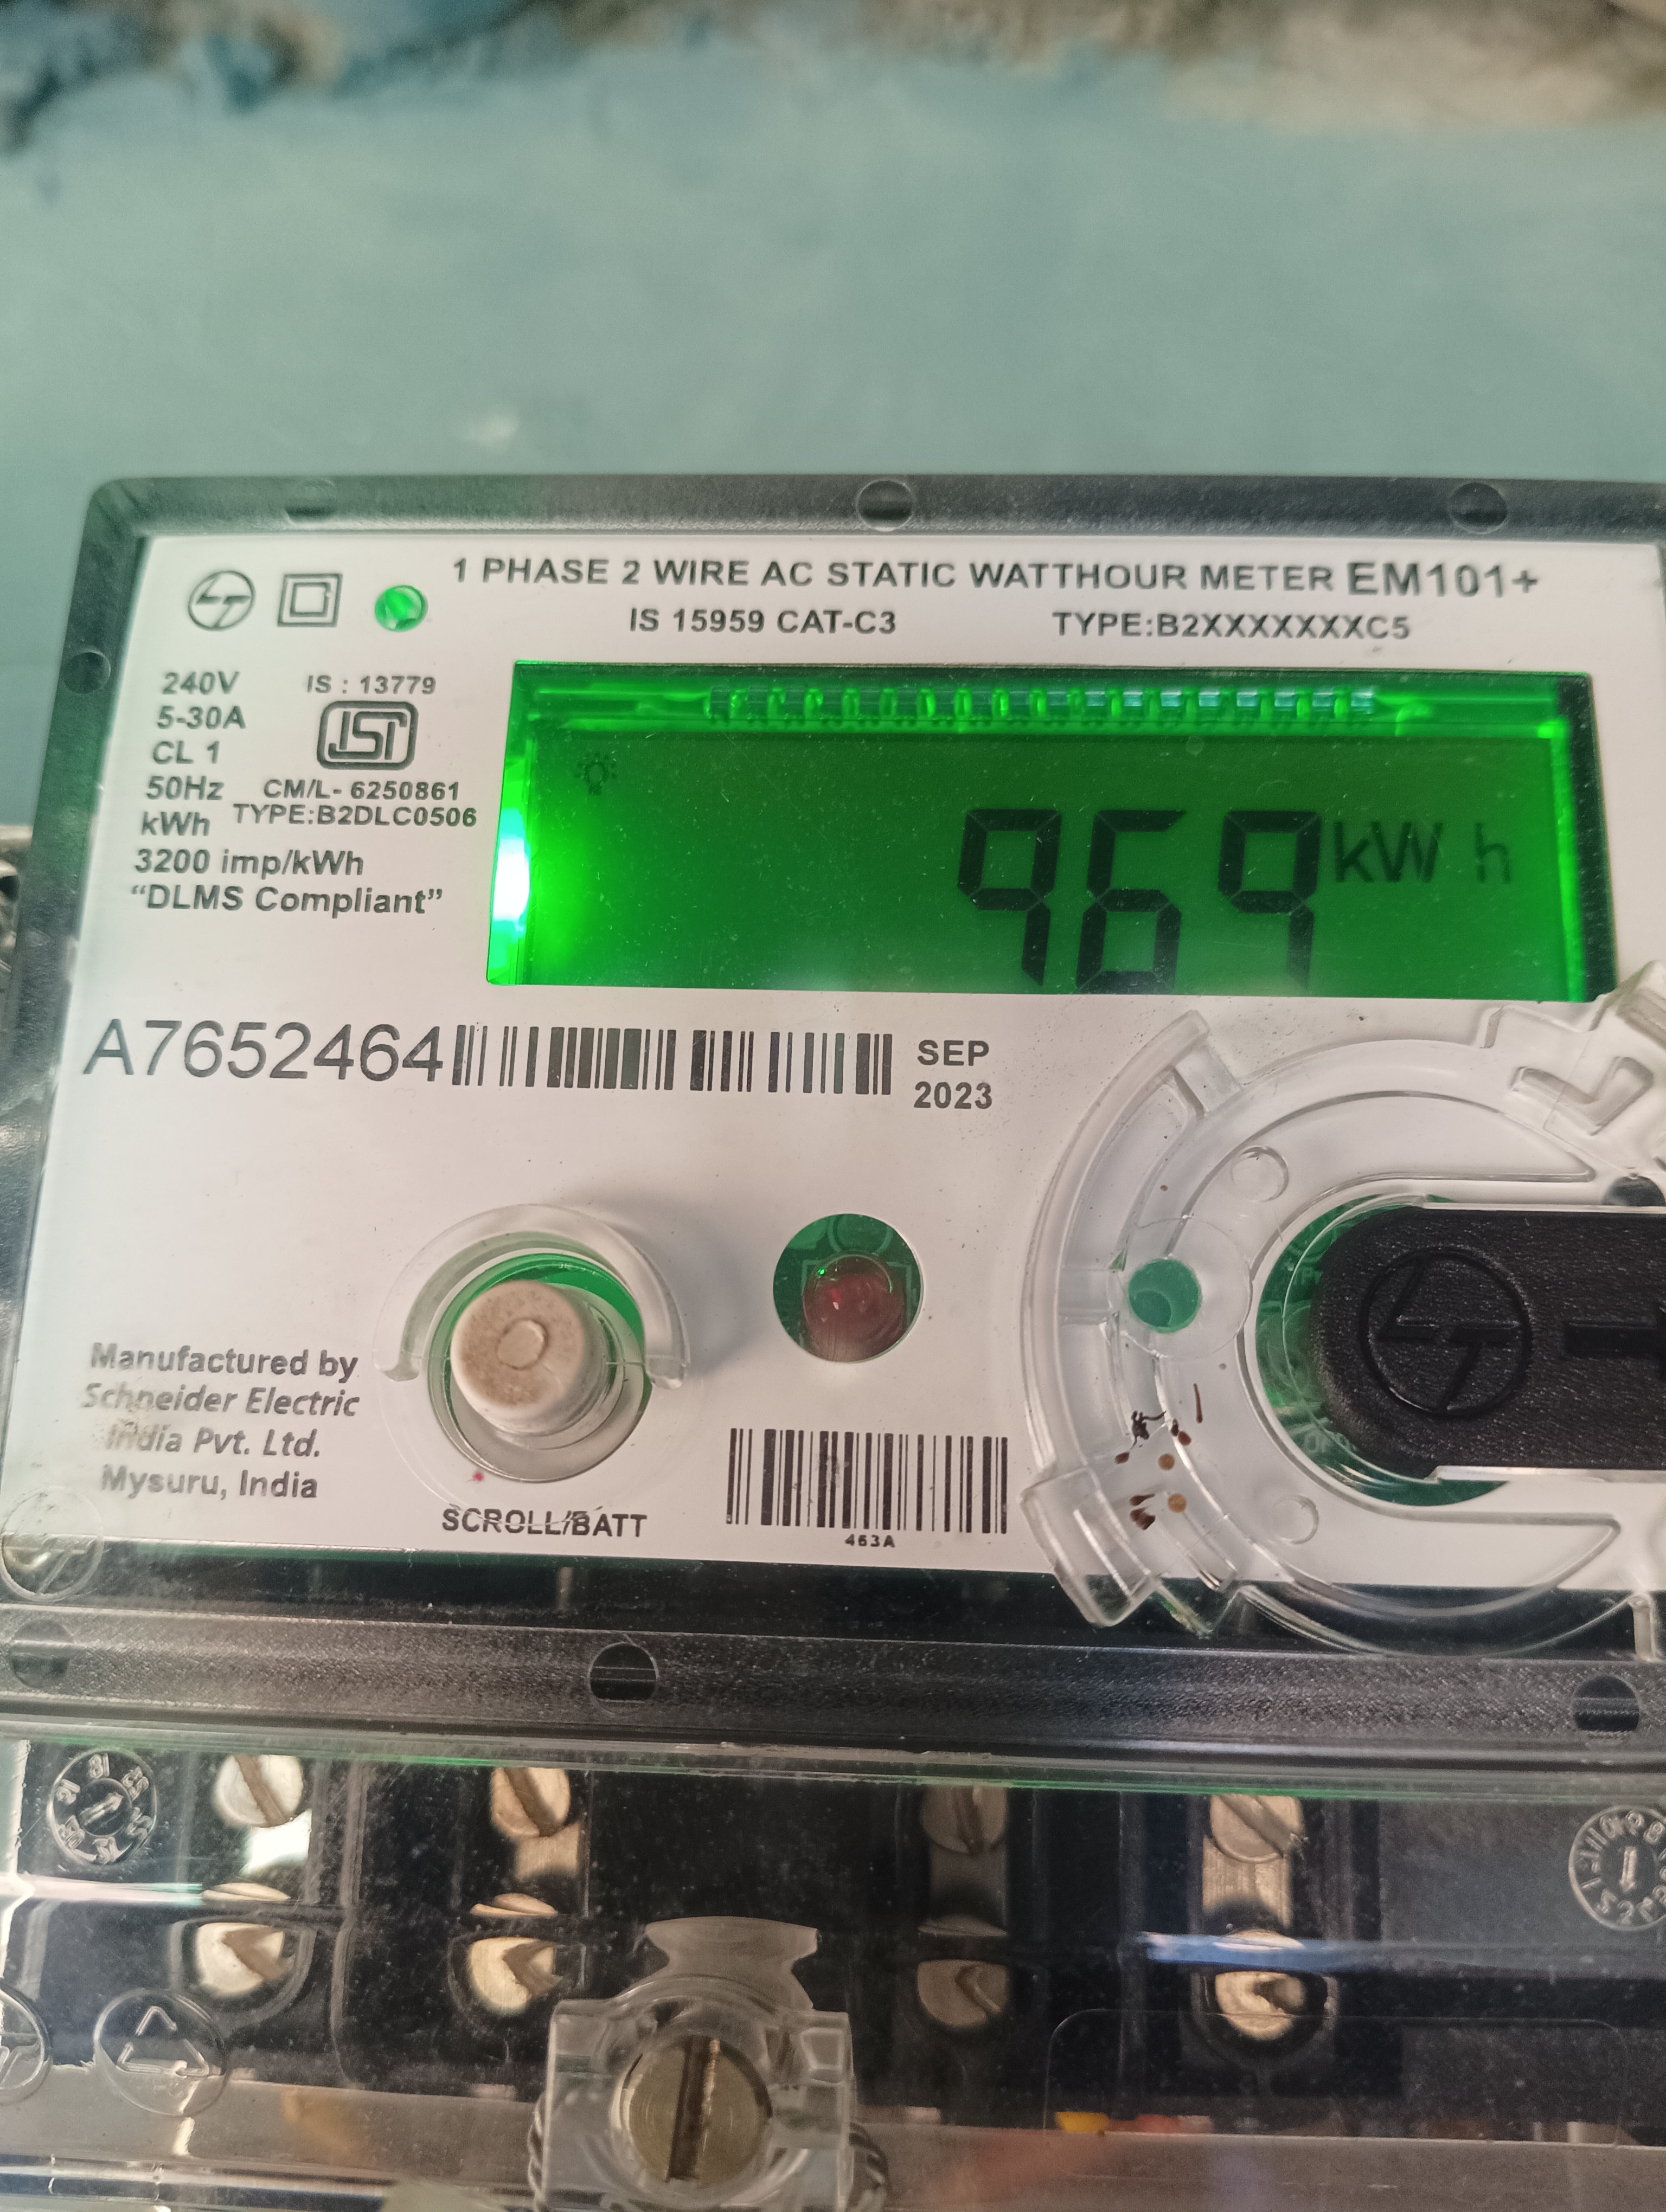 1 PHASE 2 WIRE AC STATIC WATTHOUR METER EM101+
IS 15959 CAT-C3 TYPE:B2XXXXXXXC5
240V
5-30A
CL 1
50Hz
kWh
3200 imp/kWh
“DLMS Compliant”
IS : 13779
ISI
CM/L- 6250861
TYPE:B2DLC0506
969 kW h
A7652464
SEP
2023
Manufactured by
Schneider Electric
India Pvt. Ltd.
Mysuru, India
SCROLL/BATT
463A